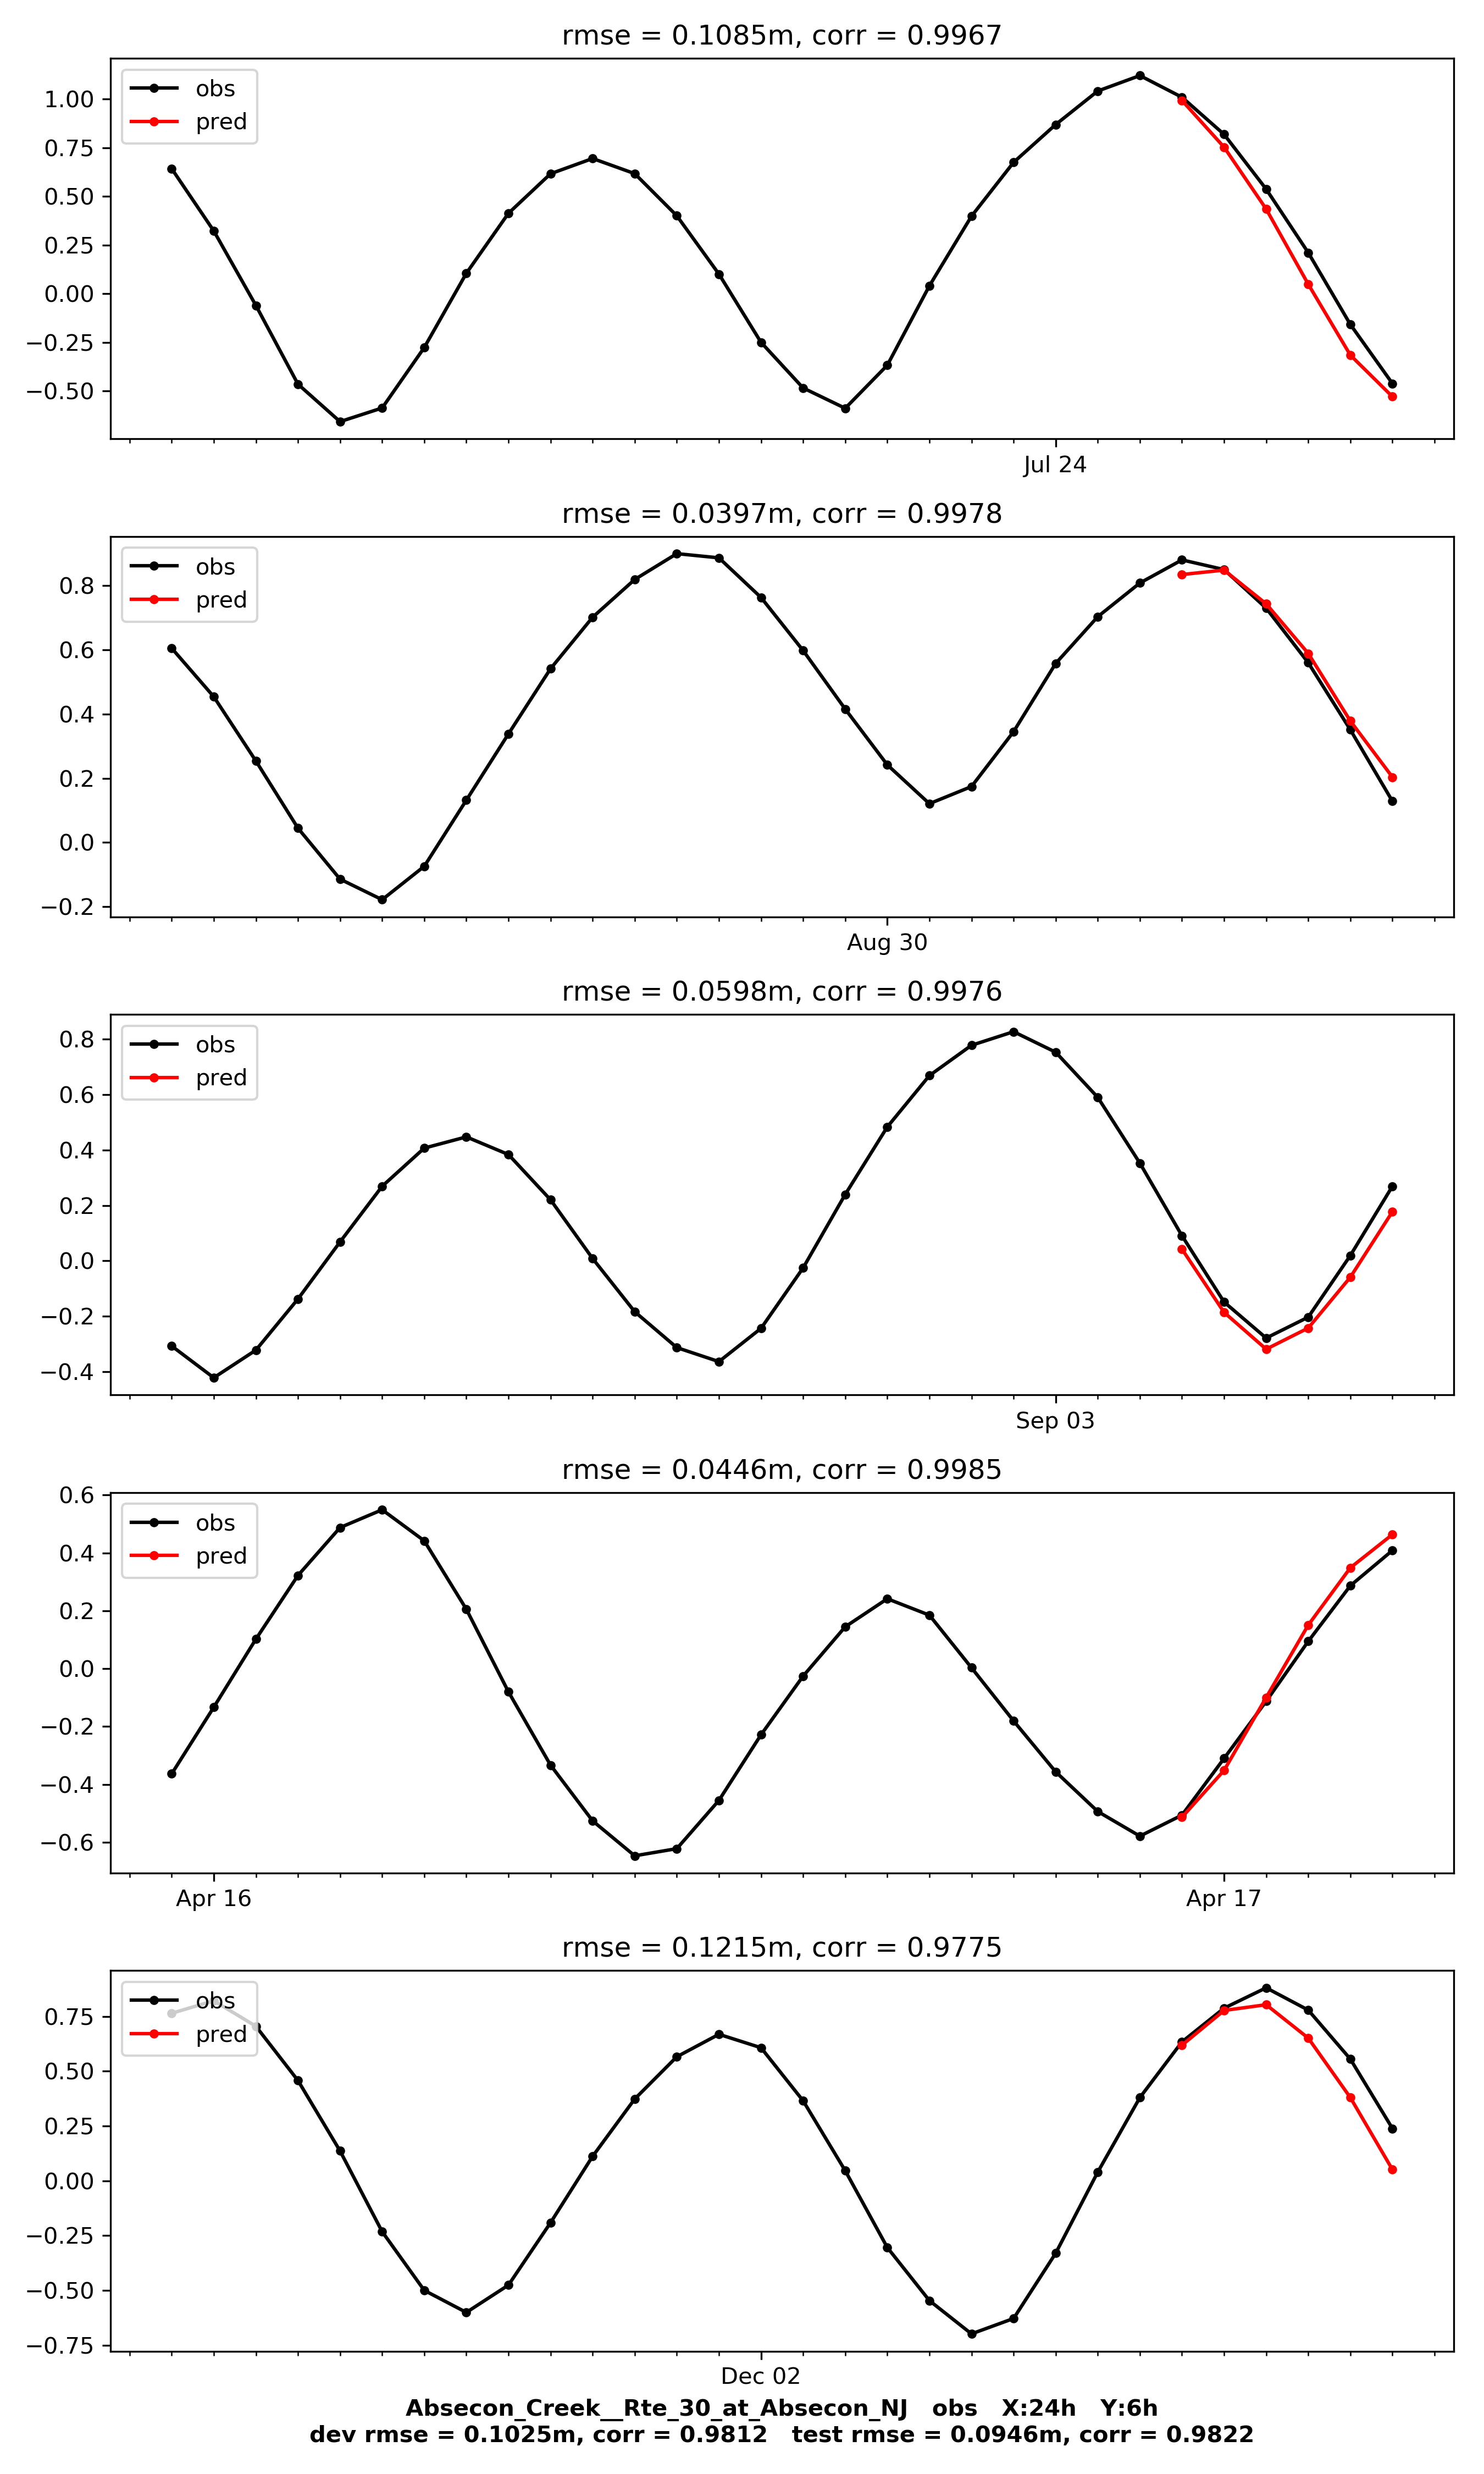 rmse = 0.1085m, corr = 0.9967
obs
pred
1.00
0.75
0.50
0.25
0.00
−0.25
−0.50
Jul 24
rmse = 0.0397m, corr = 0.9978
obs
pred
0.8
0.6
0.4
0.2
0.0
−0.2
Aug 30
rmse = 0.0598m, corr = 0.9976
obs
pred
0.8
0.6
0.4
0.2
0.0
−0.2
−0.4
Sep 03
rmse = 0.0446m, corr = 0.9985
obs
pred
0.6
0.4
0.2
0.0
−0.2
−0.4
−0.6
Apr 16 Apr 17
rmse = 0.1215m, corr = 0.9775
obs
pred
0.75
0.50
0.25
0.00
−0.25
−0.50
−0.75
Dec 02
Absecon_Creek__Rte_30_at_Absecon_NJ obs X:24h Y:6h
dev rmse = 0.1025m, corr = 0.9812 test rmse = 0.0946m, corr = 0.9822